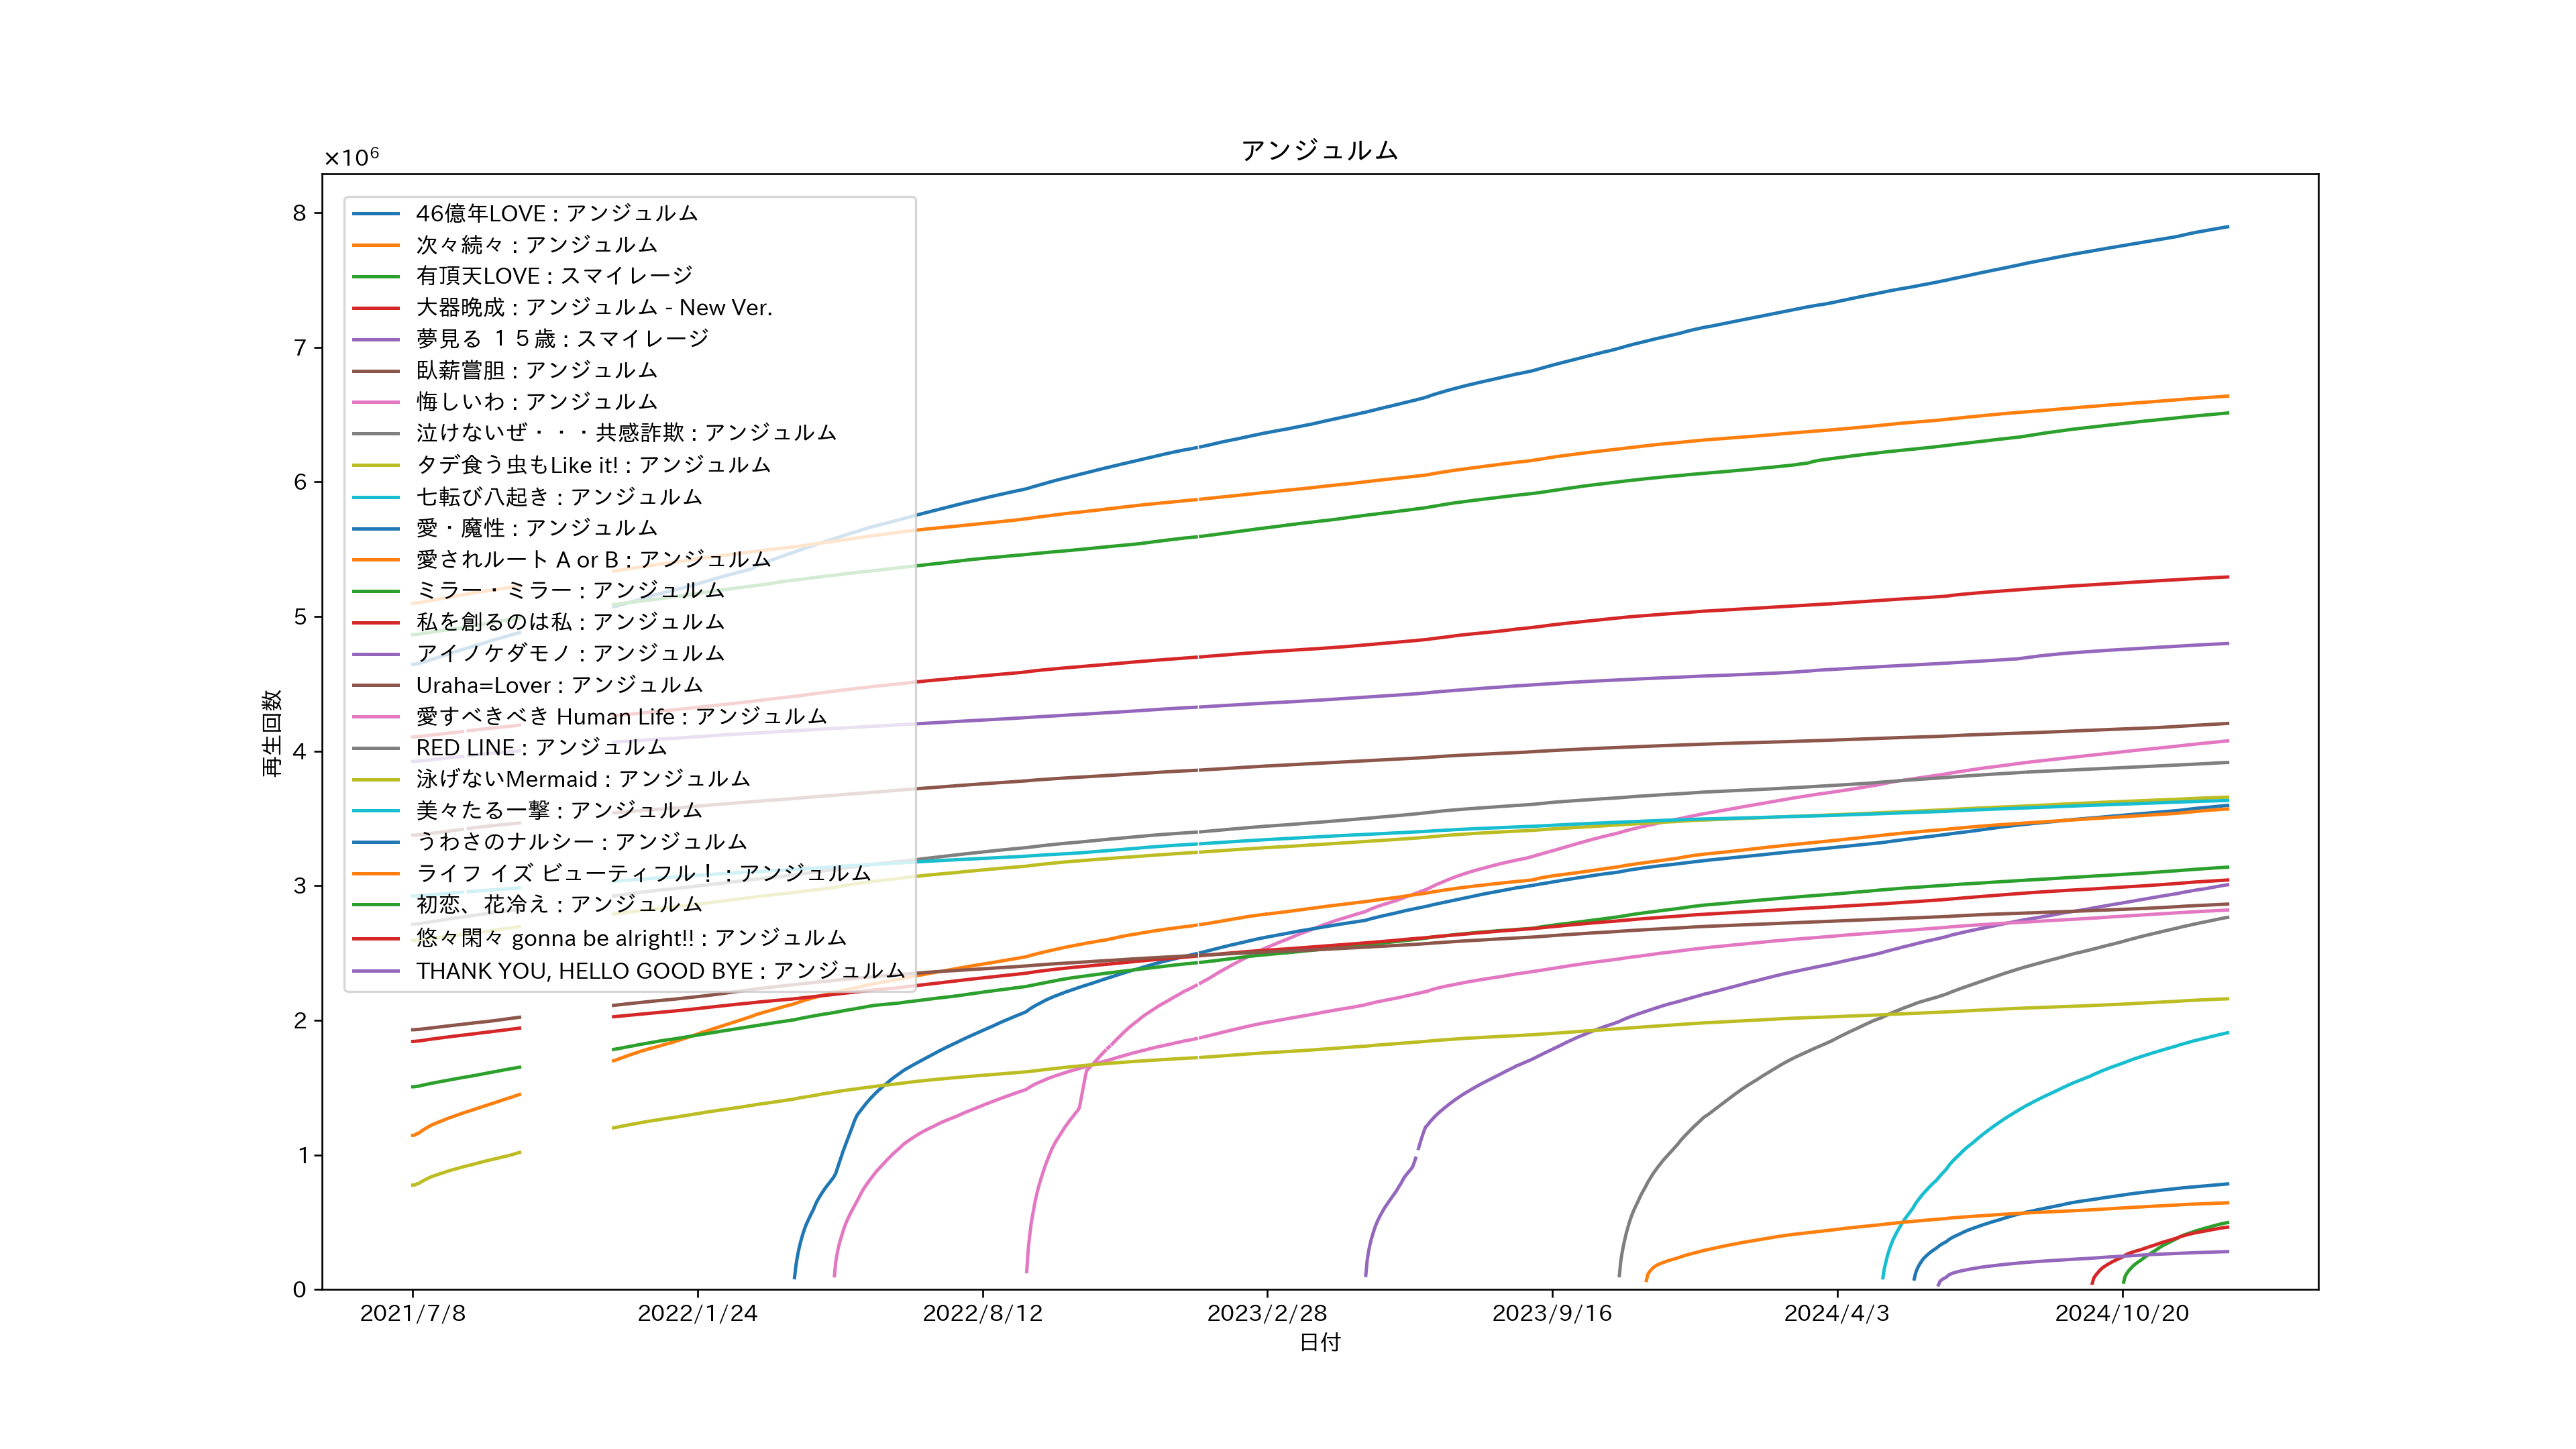 アンジュルム
×10⁶
8
7
6
5
4
3
2
1
0
再生回数
46億年LOVE : アンジュルム
次々続々 : アンジュルム
有頂天LOVE : スマイレージ
大器晩成 : アンジュルム - New Ver.
夢見る １５歳 : スマイレージ
臥薪嘗胆 : アンジュルム
悔しいわ : アンジュルム
泣けないぜ・・・共感詐欺 : アンジュルム
タデ食う虫もLike it! : アンジュルム
七転び八起き : アンジュルム
愛・魔性 : アンジュルム
愛されルート A or B : アンジュルム
ミラー・ミラー : アンジュルム
私を創るのは私 : アンジュルム
アイノケダモノ : アンジュルム
Uraha=Lover : アンジュルム
愛すべきべき Human Life : アンジュルム
RED LINE : アンジュルム
泳げないMermaid : アンジュルム
美々たる一撃 : アンジュルム
うわさのナルシー : アンジュルム
ライフ イズ ビューティフル！ : アンジュルム
初恋、花冷え : アンジュルム
悠々閑々 gonna be alright!! : アンジュルム
THANK YOU, HELLO GOOD BYE : アンジュルム
2021/7/8 2022/1/24 2022/8/12 2023/2/28 2023/9/16 2024/4/3 2024/10/20
日付